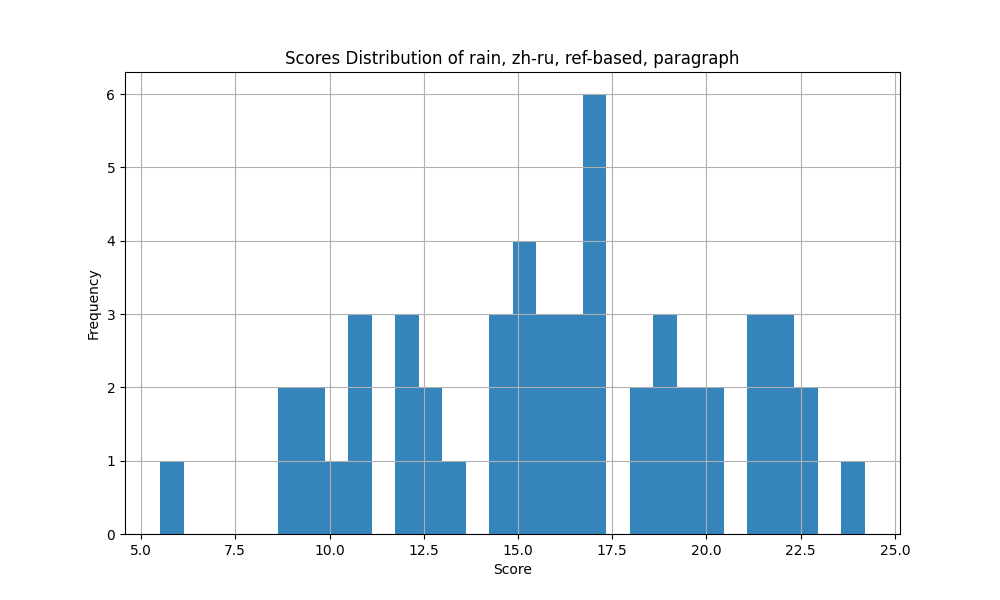 Scores Distribution of rain, zh-ru, ref-based, paragraph
6
5
4
3
2
1
0
Frequency
5.0 7.5 10.0 12.5 15.0 17.5 20.0 22.5 25.0
Score